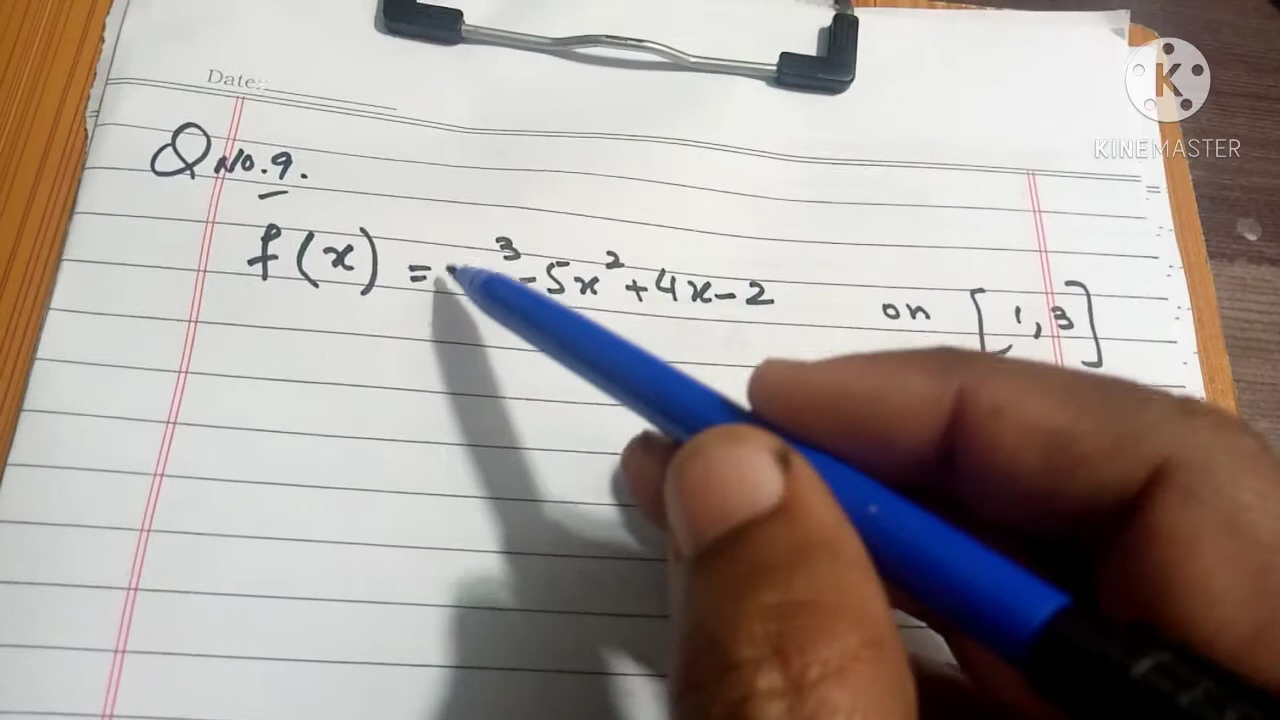 Date:
Q No. 9.
f(x) = ³ - 5x² + 4x - 2 on [1, 3]
K
KINEMASTER